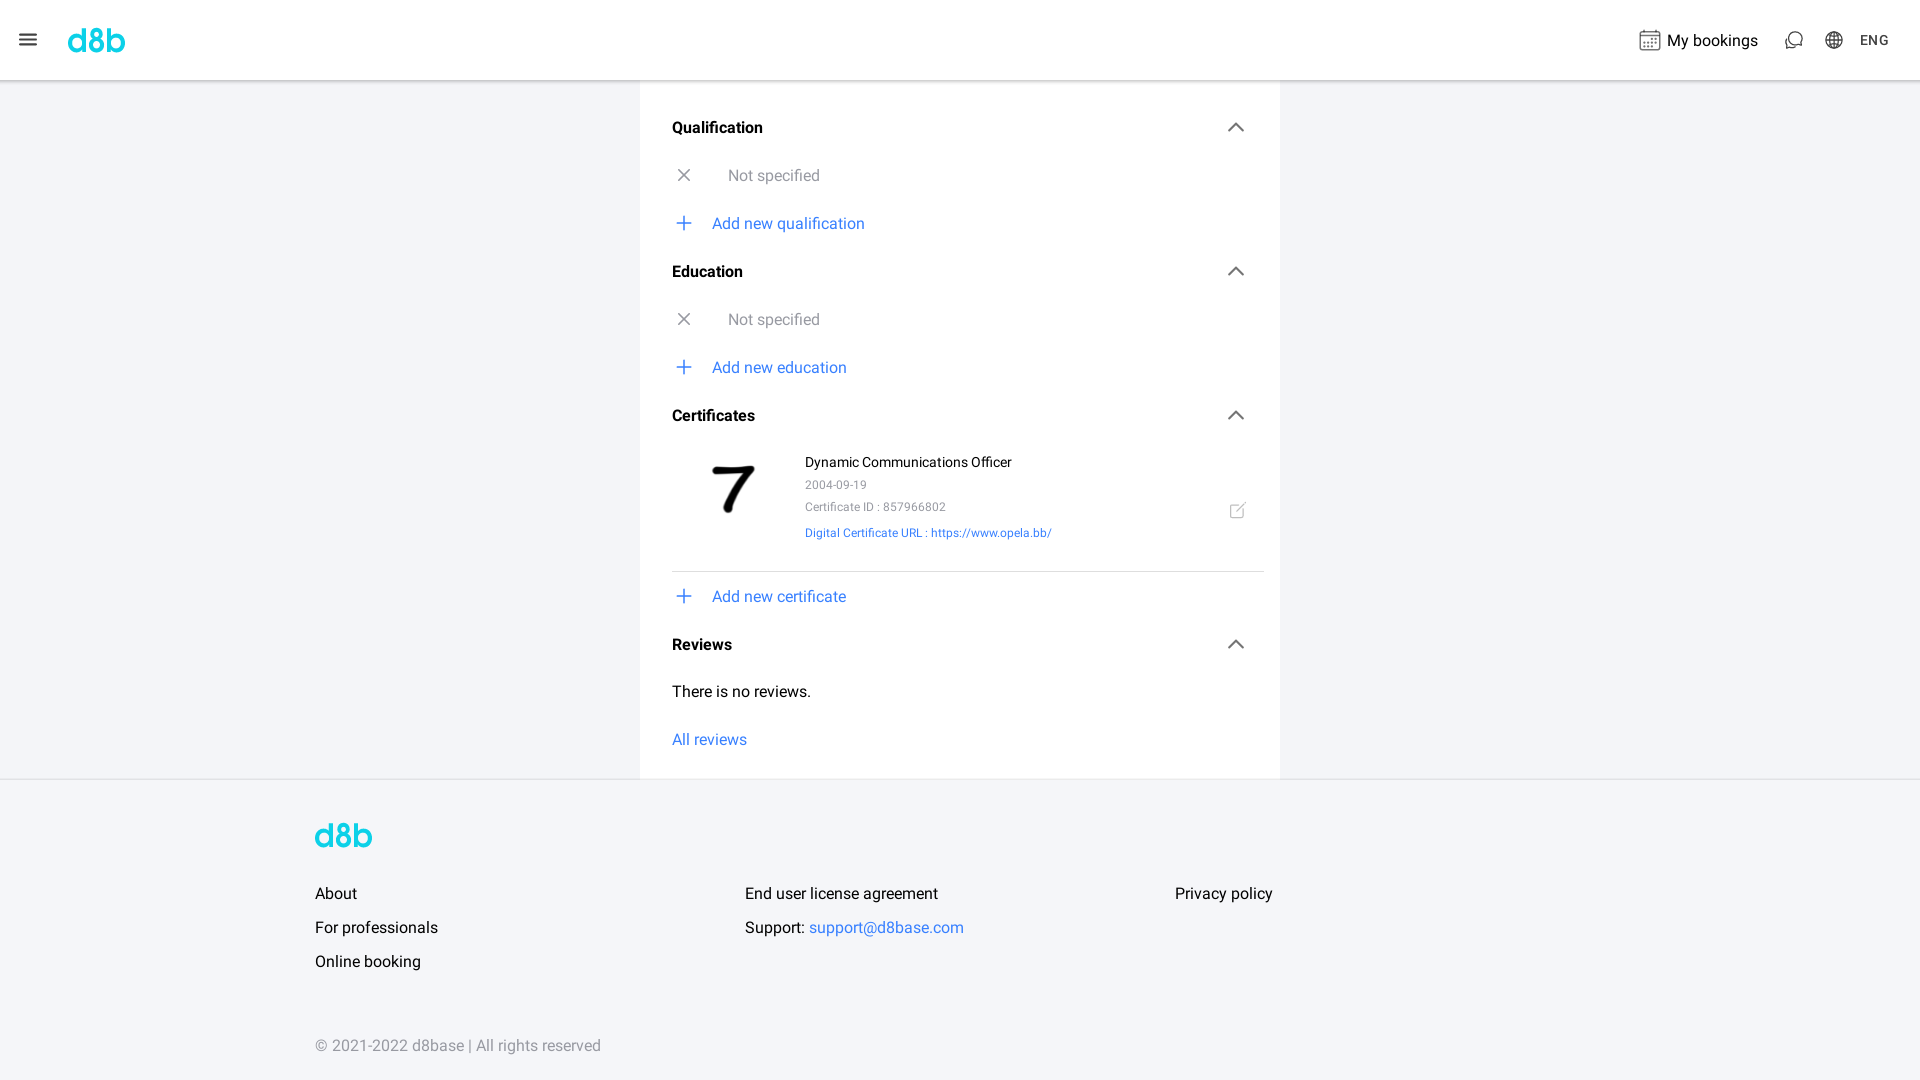 d8b
My bookings
ENG
Qualification
Not specified
Add new qualification
Education
Not specified
Add new education
Certificates
7
Dynamic Communications Officer
2004-09-19
Certificate ID : 857966802
Digital Certificate URL : https://www.opela.bb/
Add new certificate
Reviews
There is no reviews.
All reviews
d8b
About
For professionals
Online booking
End user license agreement
Support: support@d8base.com
Privacy policy
© 2021-2022 d8base | All rights reserved